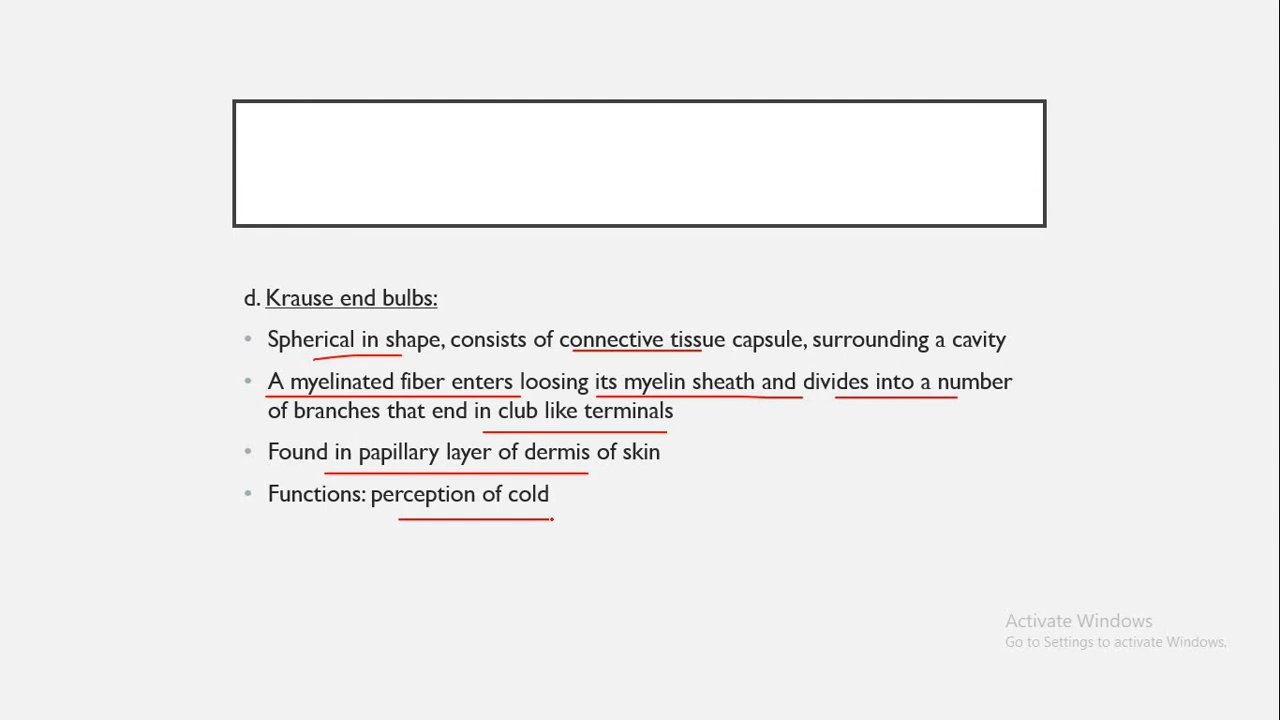 d. Krause end bulbs:
• Spherical in shape, consists of connective tissue capsule, surrounding a cavity
• A myelinated fiber enters loosing its myelin sheath and divides into a number
of branches that end in club like terminals
• Found in papillary layer of dermis of skin
• Functions: perception of cold
Activate Windows
Go to Settings to activate Windows.